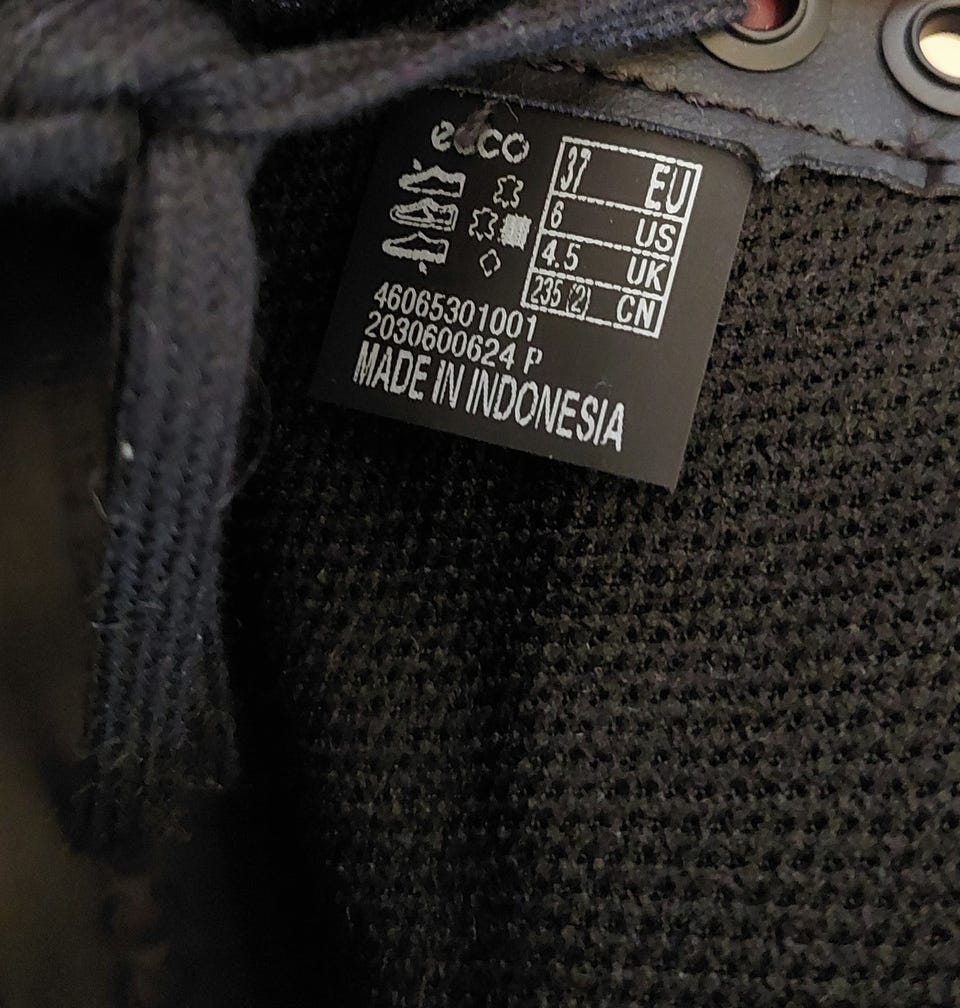 ecco
37 EU
6 US
4.5 UK
235 (2) CN
46065301001
2030600624 P
MADE IN INDONESIA